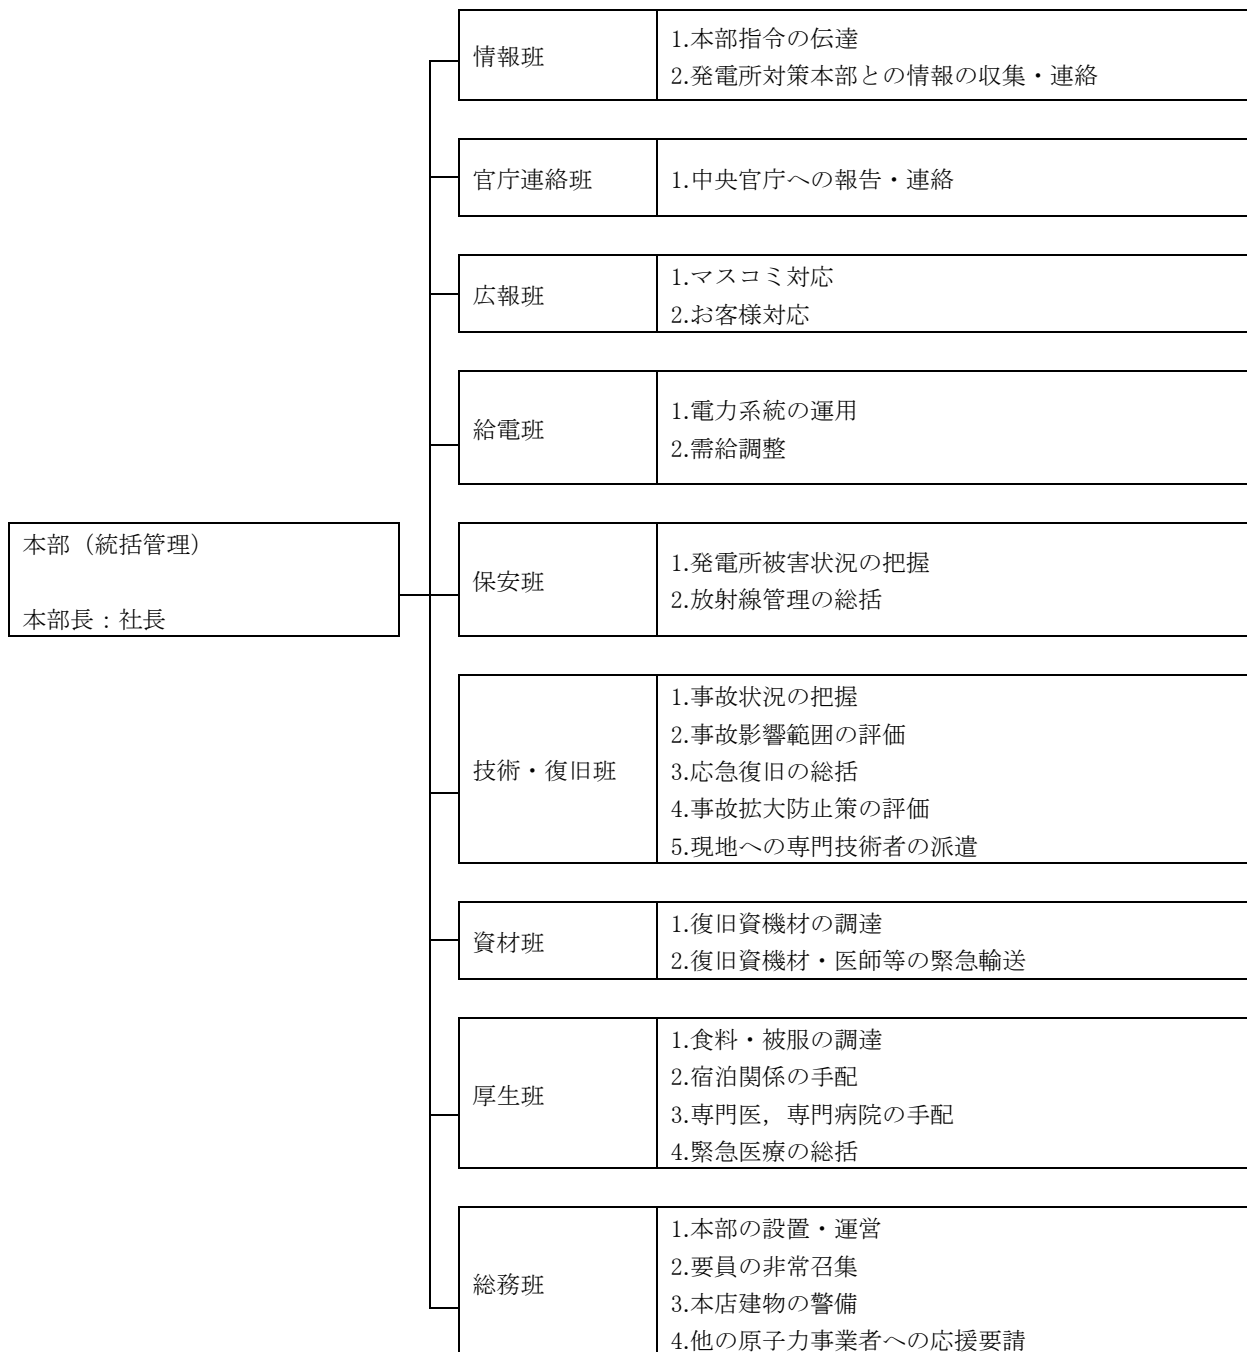 情報班
1.本部指令の伝達
2.発電所対策本部との情報の収集・連絡
官庁連絡班
1.中央官庁への報告・連絡
広報班
1.マスコミ対応
2.お客様対応
給電班
1.電力系統の運用
2.需給調整
本部（統括管理）
本部長：社長
保安班
1.発電所被害状況の把握
2.放射線管理の総括
技術・復旧班
1.事故状況の把握
2.事故影響範囲の評価
3.応急復旧の総括
4.事故拡大防止策の評価
5.現地への専門技術者の派遣
資材班
1.復旧資機材の調達
2.復旧資機材・医師等の緊急輸送
厚生班
1.食料・被服の調達
2.宿泊関係の手配
3.専門医，専門病院の手配
4.緊急医療の総括
総務班
1.本部の設置・運営
2.要員の非常召集
3.本店建物の警備
4.他の原子力事業者への応援要請